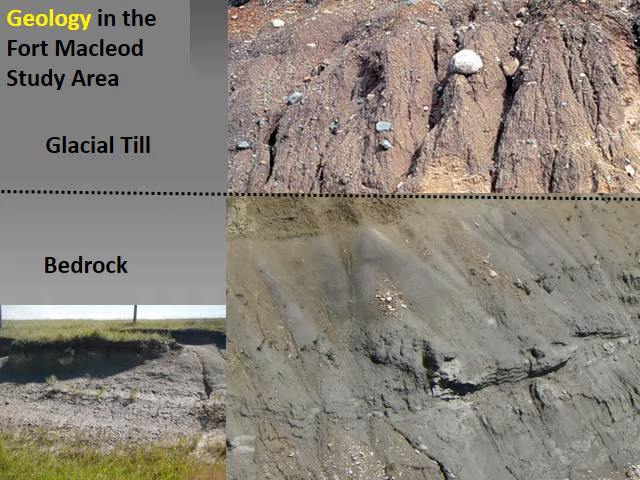 Geology in the
Fort Macleod
Study Area
Glacial Till
Bedrock